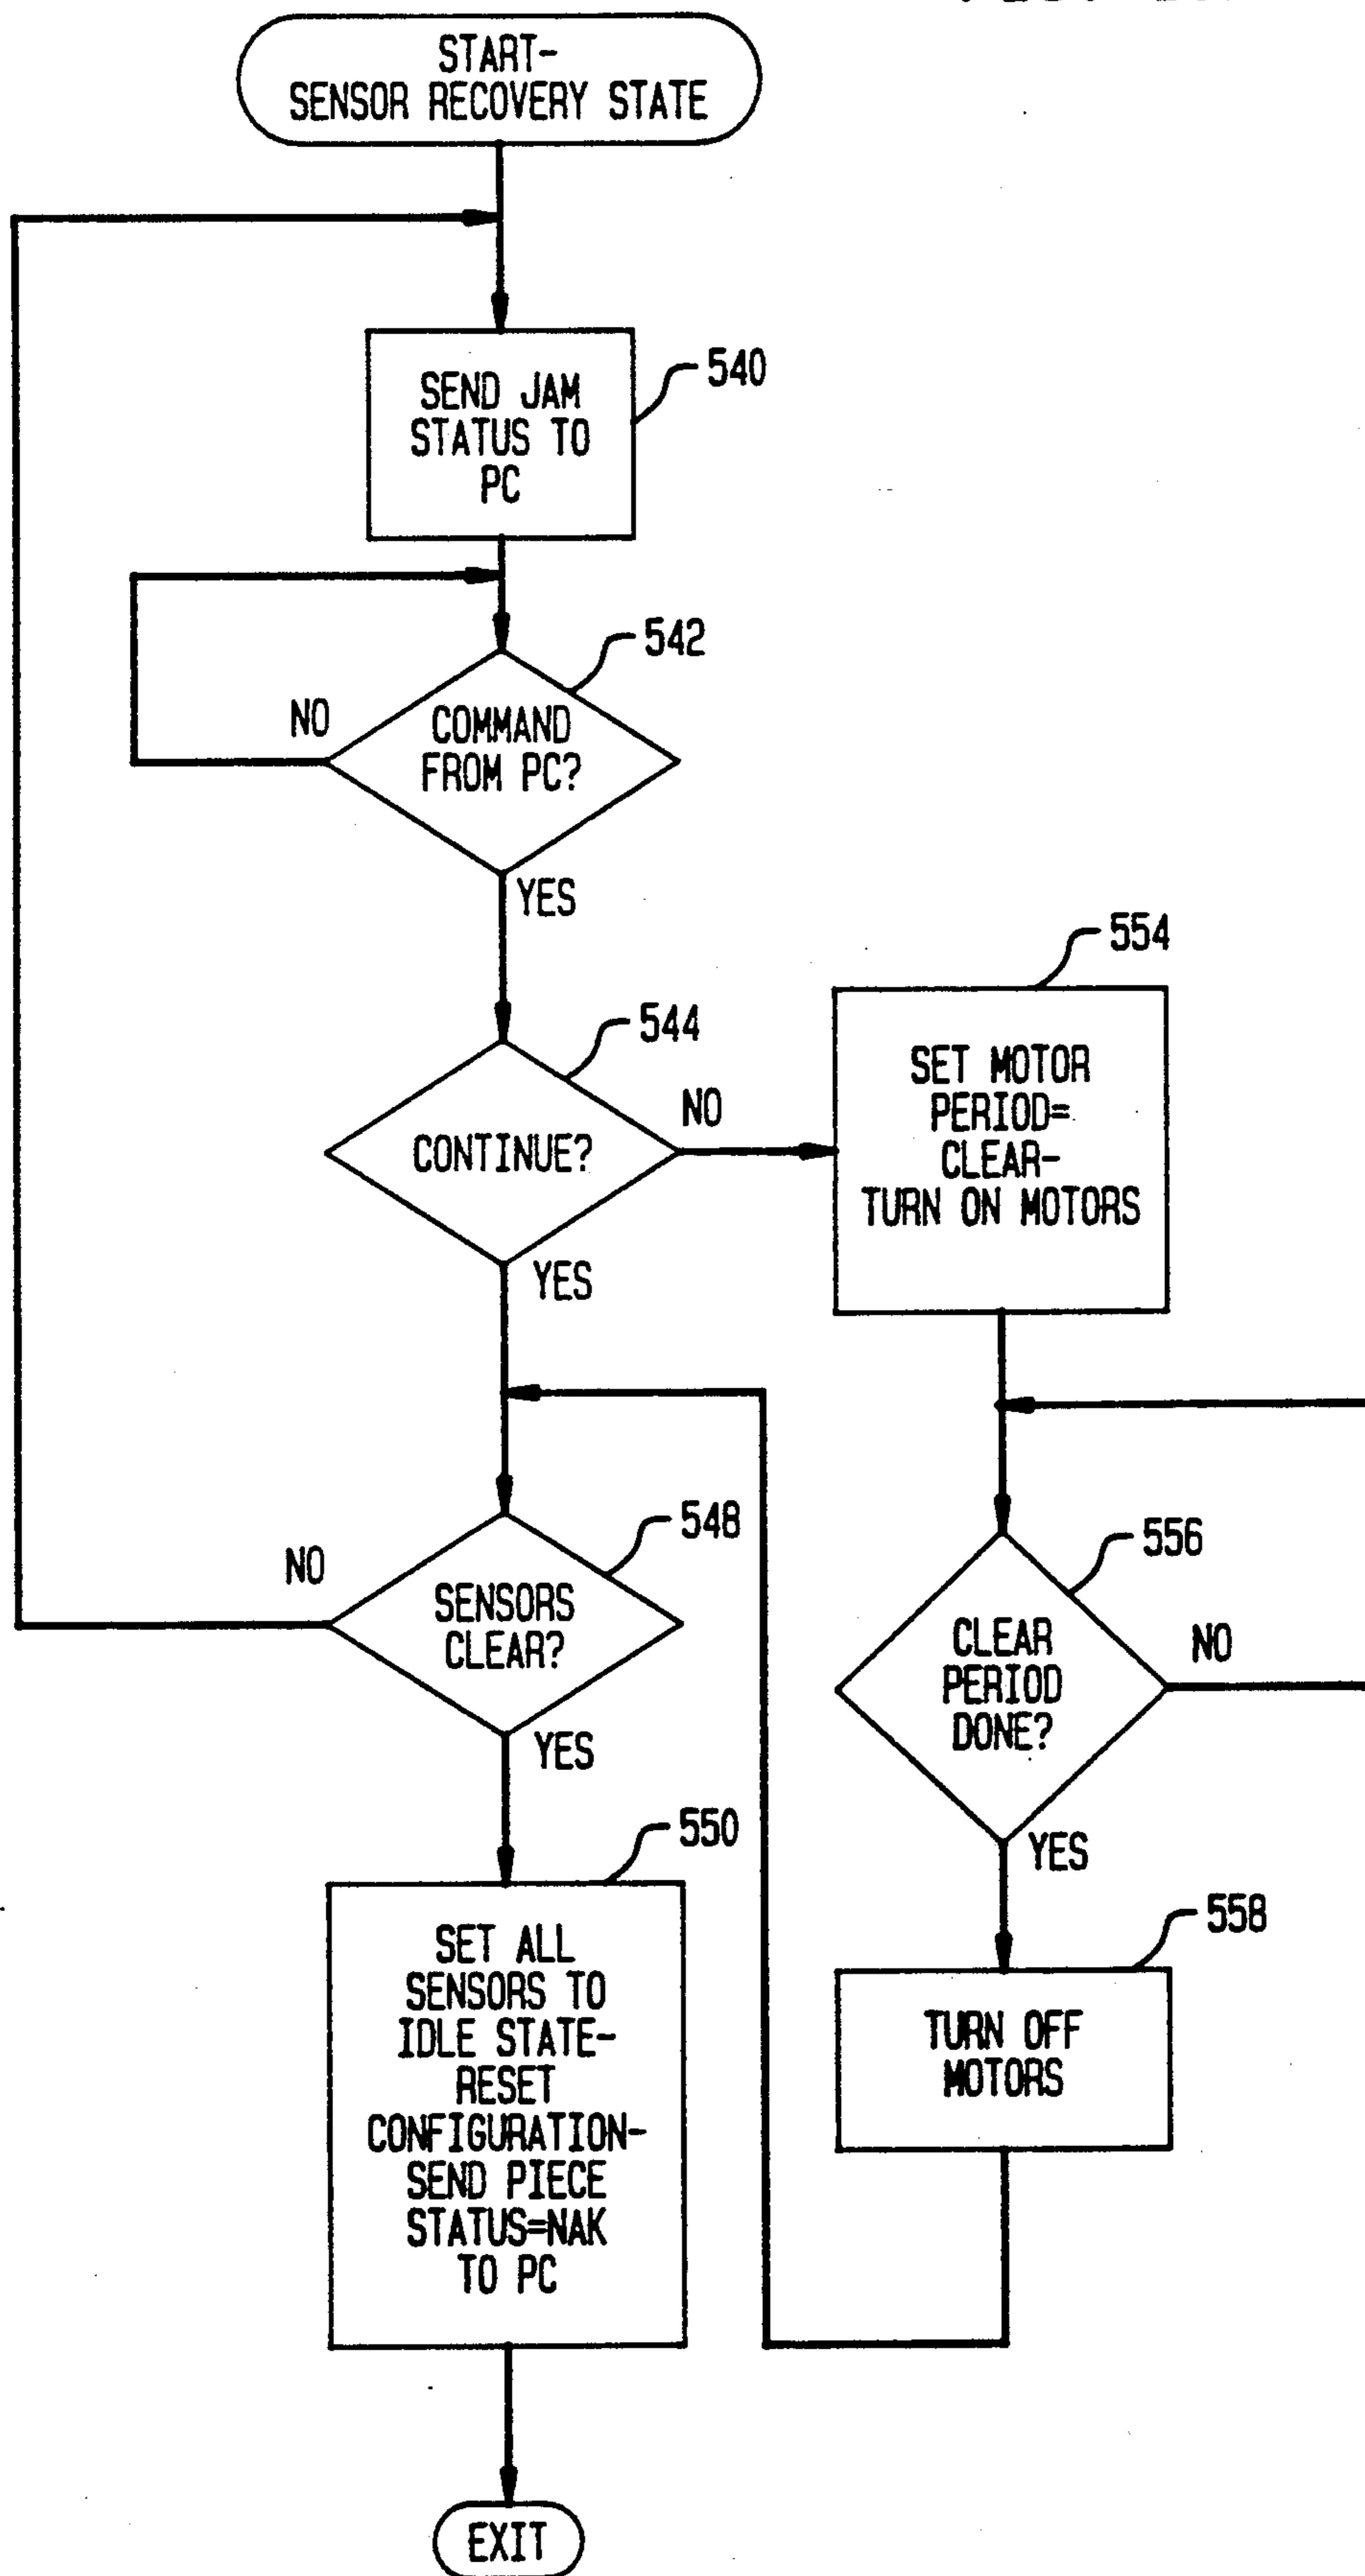 START-
SENSOR RECOVERY STATE
SEND JAM
STATUS TO
PC
540
542
NO
COMMAND
FROM PC?
YES
544
CONTINUE?
NO
YES
554
SET MOTOR
PERIOD=
CLEAR-
TURN ON MOTORS
548
NO
SENSORS
CLEAR?
YES
556
CLEAR
PERIOD
DONE?
NO
YES
550
SET ALL
SENSORS TO
IDLE STATE-
RESET
CONFIGURATION-
SEND PIECE
STATUS=NAK
TO PC
558
TURN OFF
MOTORS
EXIT